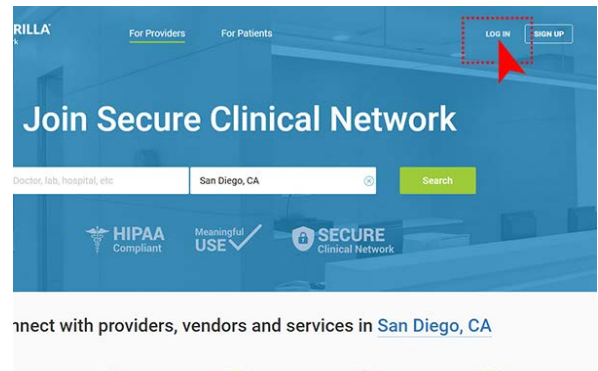 RILLA
For Providers
For Patients
LOG IN
SIGN UP
Join Secure Clinical Network
Doctor, lab, hospital, etc
San Diego, CA
Search
HIPAA
Compliant
Meaningful
USE
SECURE
Clinical Network
nnect with providers, vendors and services in San Diego, CA